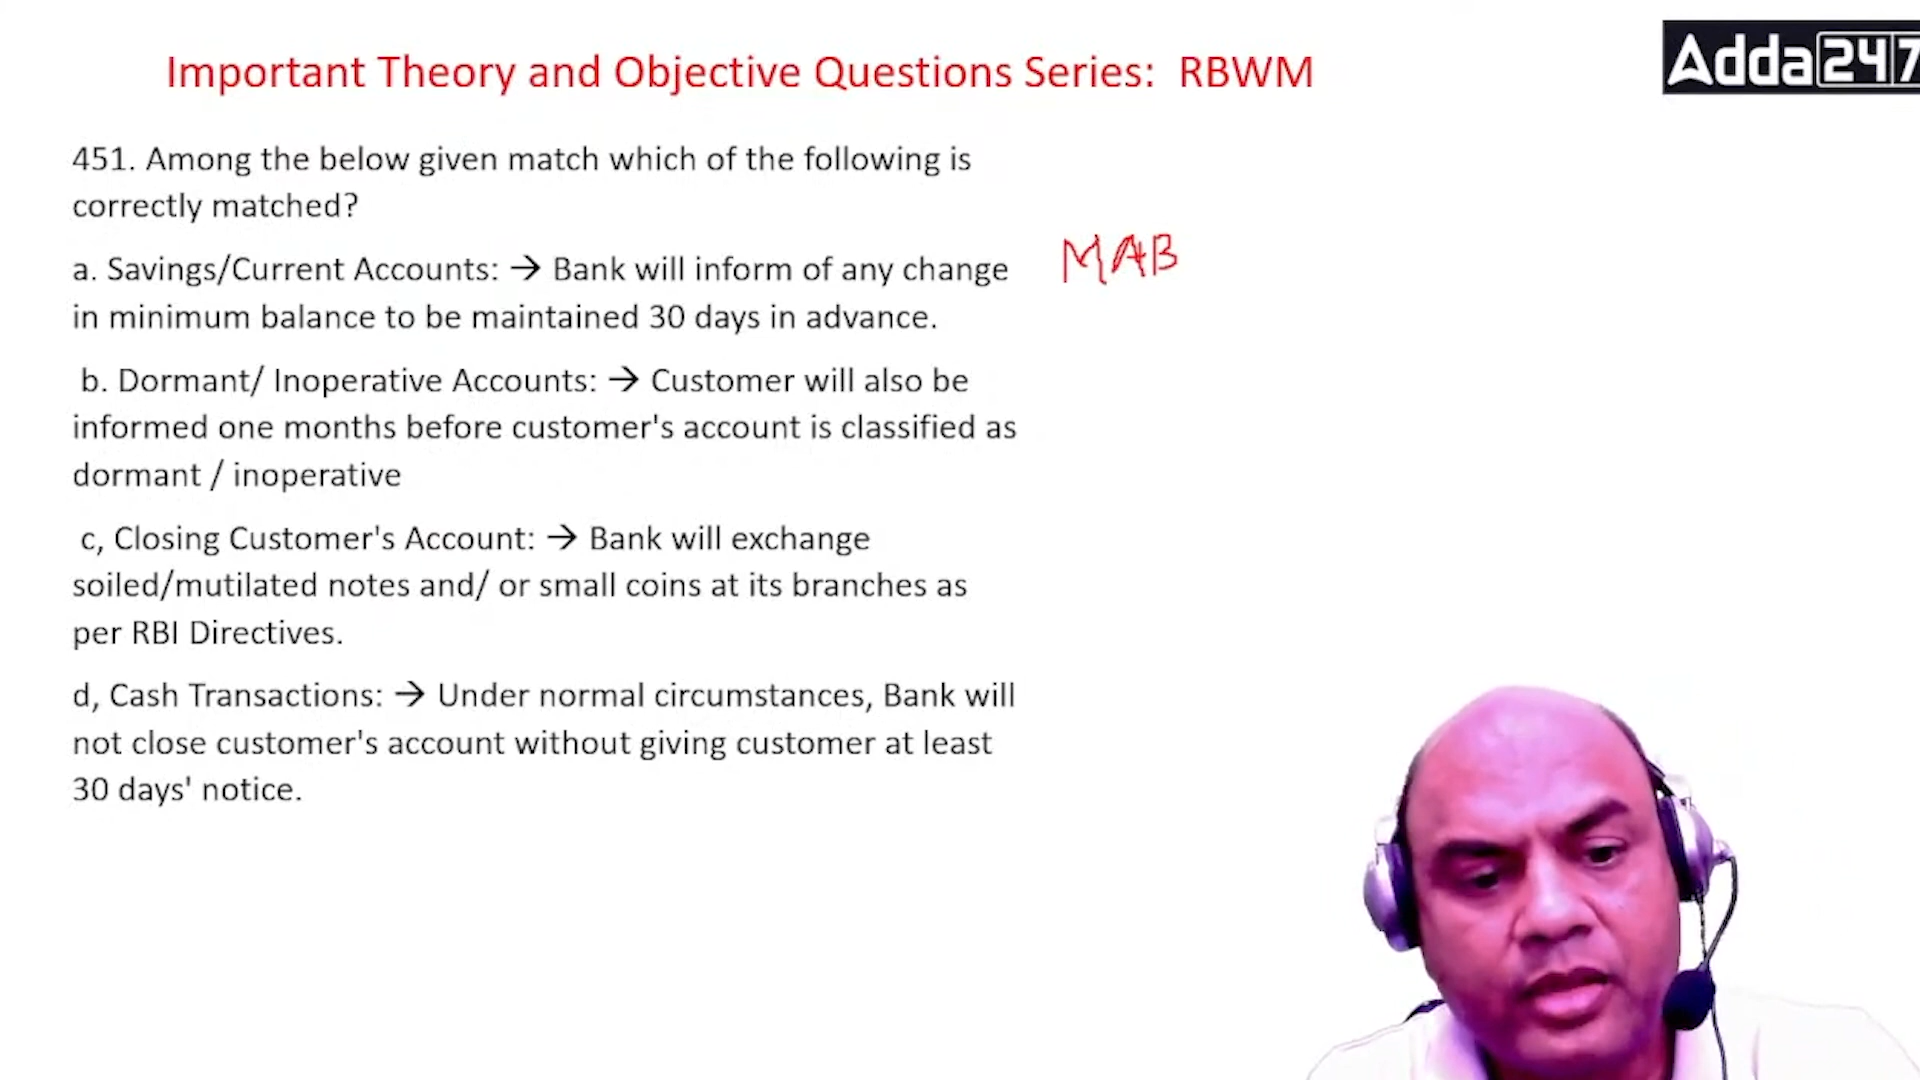 Important Theory and Objective Questions Series: RBWM
Adda247
451. Among the below given match which of the following is
correctly matched?
a. Savings/Current Accounts: → Bank will inform of any change
in minimum balance to be maintained 30 days in advance.
MAB
b. Dormant/ Inoperative Accounts: → Customer will also be
informed one months before customer's account is classified as
dormant / inoperative
c, Closing Customer's Account: → Bank will exchange
soiled/mutilated notes and/ or small coins at its branches as
per RBI Directives.
d, Cash Transactions: → Under normal circumstances, Bank will
not close customer's account without giving customer at least
30 days' notice.